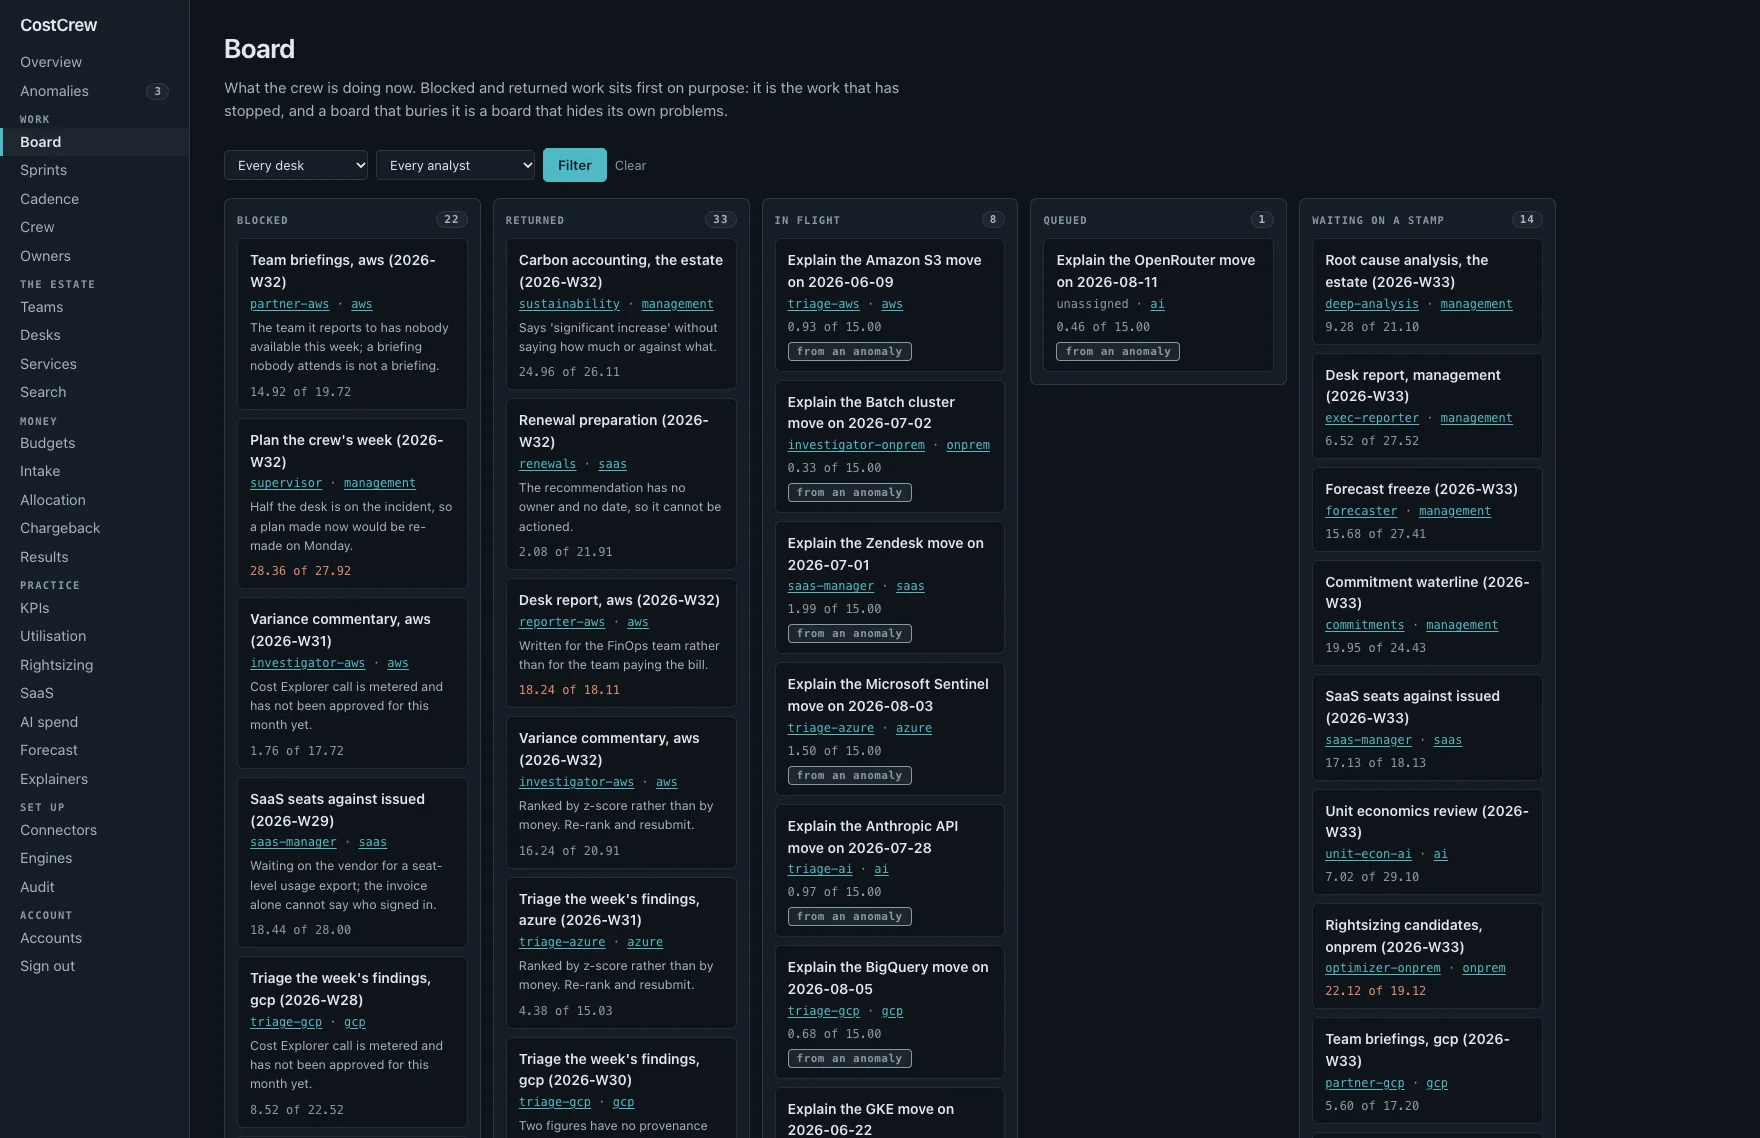 CostCrew
Overview
Anomalies 3
WORK
Board
Sprints
Cadence
Crew
Owners
THE ESTATE
Teams
Desks
Services
Search
MONEY
Budgets
Intake
Allocation
Chargeback
Results
PRACTICE
KPIs
Utilisation
Rightsizing
SaaS
AI spend
Forecast
Explainers
SET UP
Connectors
Engines
Audit
ACCOUNT
Accounts
Sign out
Board
What the crew is doing now. Blocked and returned work sits first on purpose: it is the work that has
stopped, and a board that buries it is a board that hides its own problems.
Every desk Every analyst Filter Clear
BLOCKED 22
Team briefings, aws (2026-
W32)
partner-aws · aws
The team it reports to has nobody
available this week; a briefing
nobody attends is not a briefing.
14.92 of 19.72
Plan the crew's week (2026-
W32)
supervisor · management
Half the desk is on the incident, so
a plan made now would be re-
made on Monday.
28.36 of 27.92
Variance commentary, aws
(2026-W31)
investigator-aws · aws
Cost Explorer call is metered and
has not been approved for this
month yet.
1.76 of 17.72
SaaS seats against issued
(2026-W29)
saas-manager · saas
Waiting on the vendor for a seat-
level usage export; the invoice
alone cannot say who signed in.
18.44 of 28.00
Triage the week's findings,
gcp (2026-W28)
triage-gcp · gcp
Cost Explorer call is metered and
has not been approved for this
month yet.
8.52 of 22.52
RETURNED 33
Carbon accounting, the estate
(2026-W32)
sustainability · management
Says 'significant increase' without
saying how much or against what.
24.96 of 26.11
Renewal preparation (2026-
W32)
renewals · saas
The recommendation has no
owner and no date, so it cannot be
actioned.
2.08 of 21.91
Desk report, aws (2026-W32)
reporter-aws · aws
Written for the FinOps team rather
than for the team paying the bill.
18.24 of 18.11
Variance commentary, aws
(2026-W32)
investigator-aws · aws
Ranked by z-score rather than by
money. Re-rank and resubmit.
16.24 of 20.91
Triage the week's findings,
azure (2026-W31)
triage-azure · azure
Ranked by z-score rather than by
money. Re-rank and resubmit.
4.38 of 15.03
Triage the week's findings,
gcp (2026-W30)
triage-gcp · gcp
Two figures have no provenance
IN FLIGHT 8
Explain the Amazon S3 move
on 2026-06-09
triage-aws · aws
0.93 of 15.00
from an anomaly
Explain the Batch cluster
move on 2026-07-02
investigator-onprem · onprem
0.33 of 15.00
from an anomaly
Explain the Zendesk move on
2026-07-01
saas-manager · saas
1.99 of 15.00
from an anomaly
Explain the Microsoft Sentinel
move on 2026-08-03
triage-azure · azure
1.50 of 15.00
from an anomaly
Explain the Anthropic API
move on 2026-07-28
triage-ai · ai
0.97 of 15.00
from an anomaly
Explain the BigQuery move on
2026-08-05
triage-gcp · gcp
0.68 of 15.00
from an anomaly
Explain the GKE move on
2026-06-22
QUEUED 1
Explain the OpenRouter move
on 2026-08-11
unassigned · ai
0.46 of 15.00
from an anomaly
WAITING ON A STAMP 14
Root cause analysis, the
estate (2026-W33)
deep-analysis · management
9.28 of 21.10
Desk report, management
(2026-W33)
exec-reporter · management
6.52 of 27.52
Forecast freeze (2026-W33)
forecaster · management
15.68 of 27.41
Commitment waterline (2026-
W33)
commitments · management
19.95 of 24.43
SaaS seats against issued
(2026-W33)
saas-manager · saas
17.13 of 18.13
Unit economics review (2026-
W33)
unit-econ-ai · ai
7.02 of 29.10
Rightsizing candidates,
onprem (2026-W33)
optimizer-onprem · onprem
22.12 of 19.12
Team briefings, gcp (2026-
W33)
partner-gcp · gcp
5.60 of 17.20